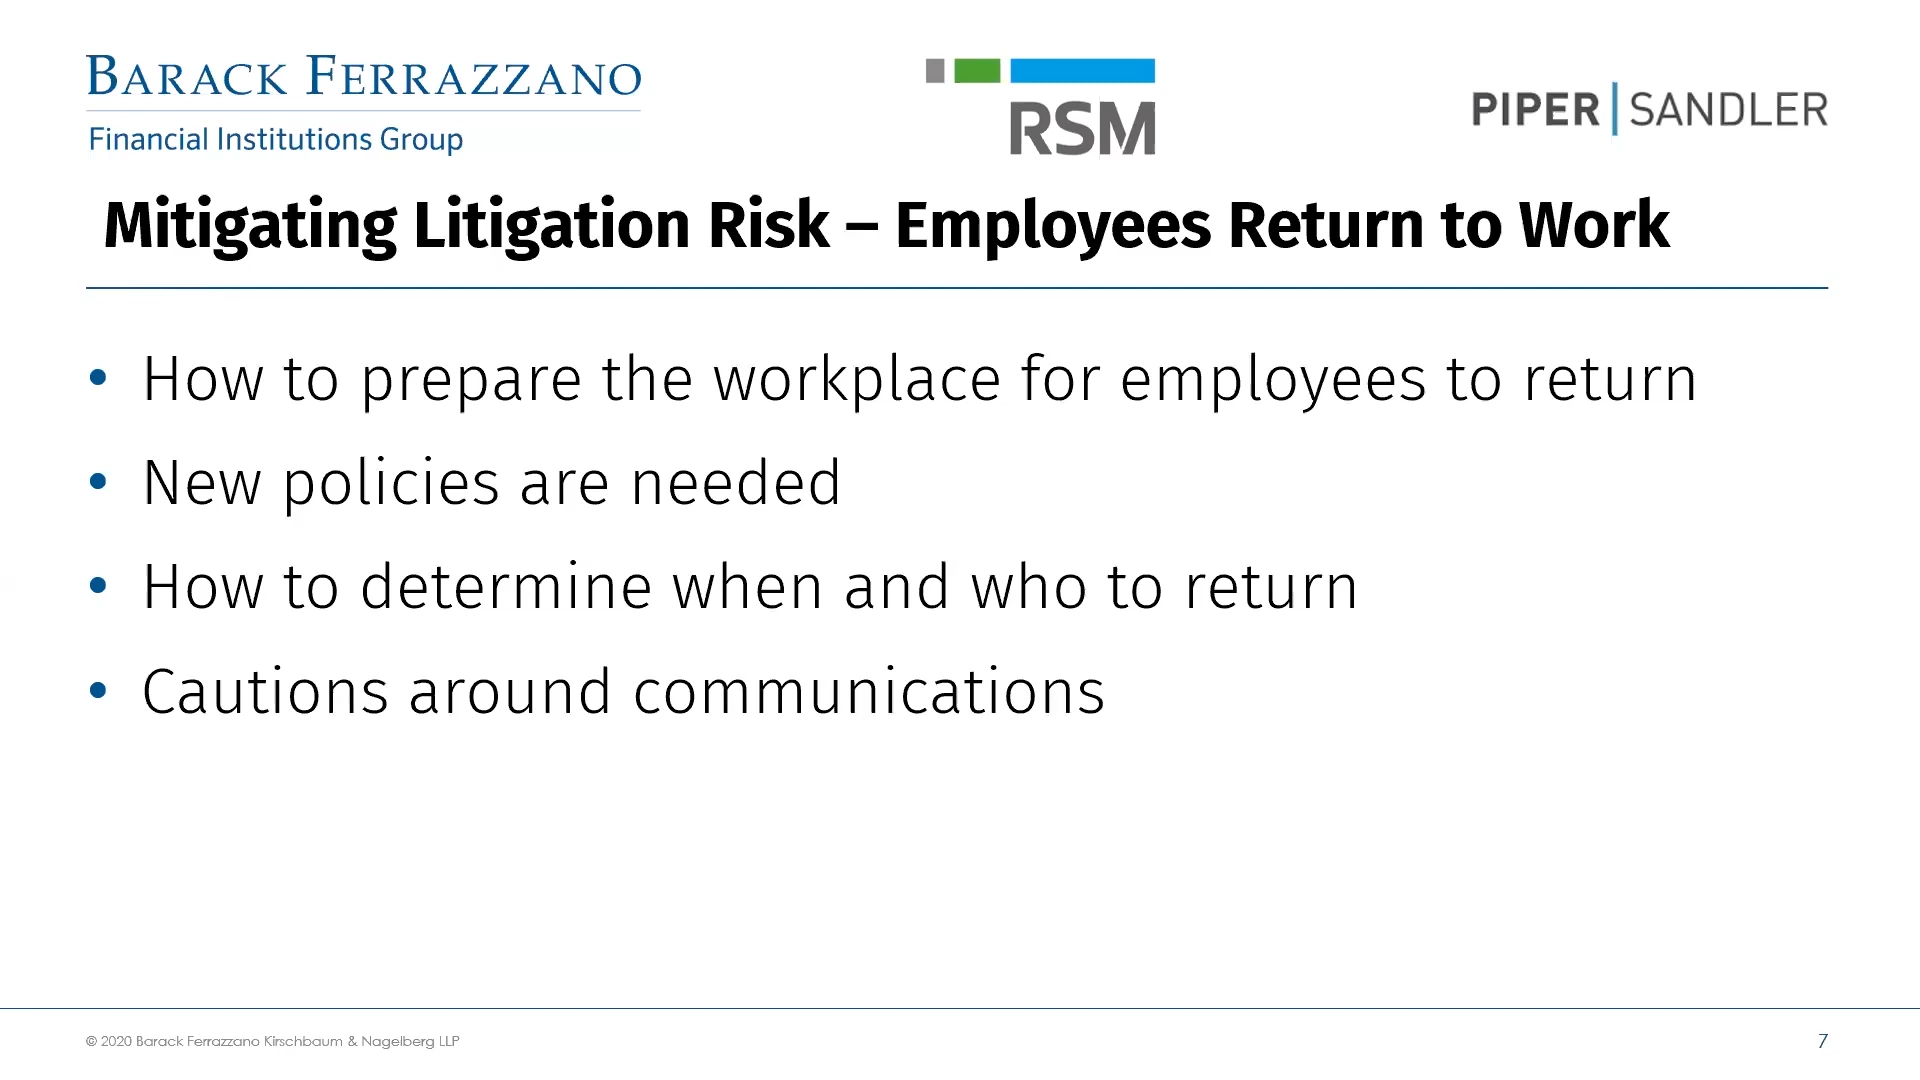 BARACK FERRAZZANO
Financial Institutions Group
RSM
PIPER | SANDLER
Mitigating Litigation Risk – Employees Return to Work
• How to prepare the workplace for employees to return
• New policies are needed
• How to determine when and who to return
• Cautions around communications
© 2020 Barack Ferrazzano Kirschbaum & Nagelberg LLP
7